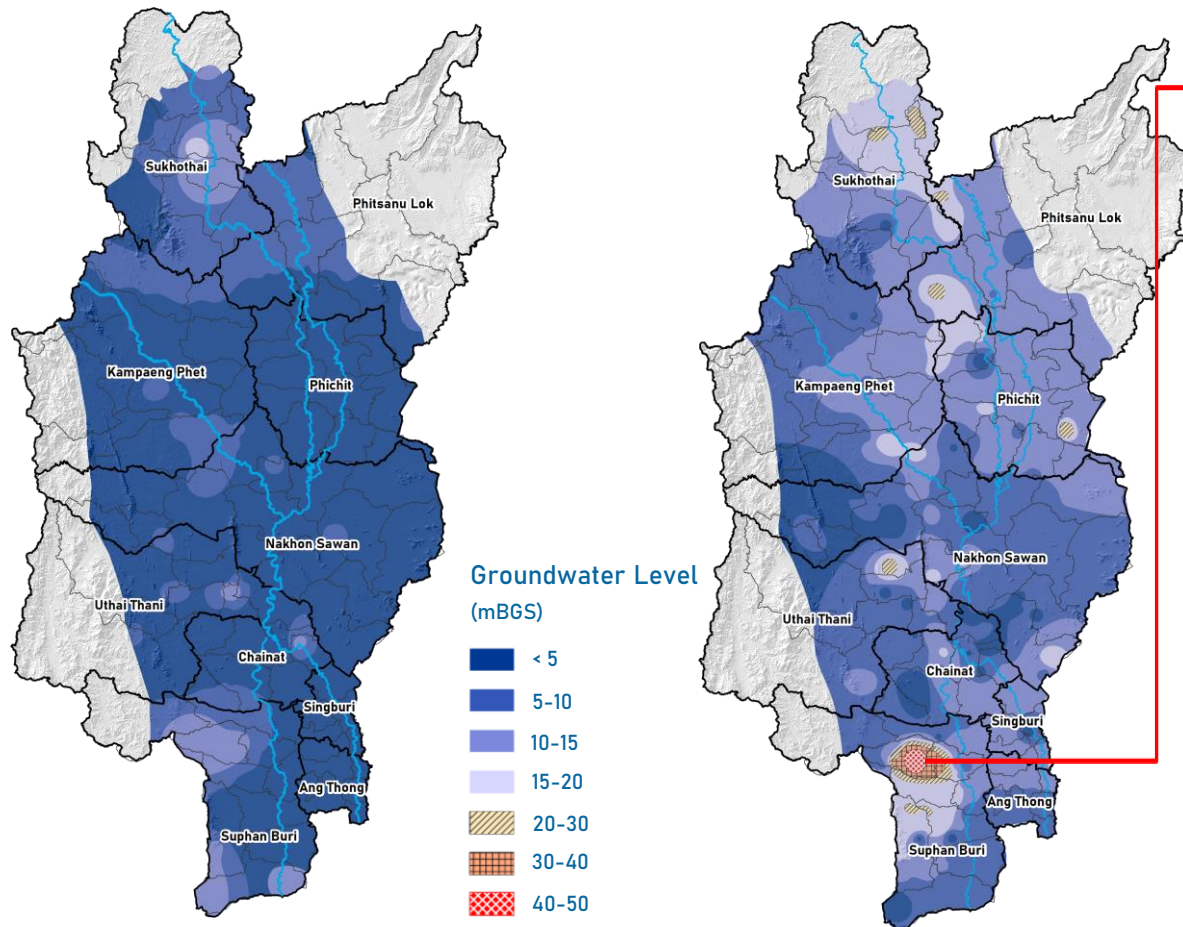 Sukhothai
Phitsanu Lok
Kampaeng Phet
Phichit
Nakhon Sawan
Uthai Thani
Chainat
Singburi
Ang Thong
Suphan Buri
Groundwater Level
(mBGS)
< 5
5-10
10-15
15-20
20-30
30-40
40-50
Sukhothai
Phitsanu Lok
Kampaeng Phet
Phichit
Nakhon Sawan
Uthai Thani
Chainat
Singburi
Ang Thong
Suphan Buri